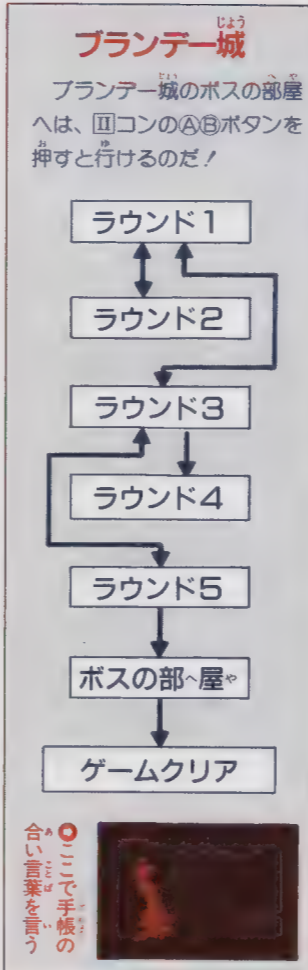 ブランデー城
ブランデー城のボスの部屋
へは、ⅡコンのⒶⒷボタンを
押すと行けるのだ！
ラウンド1
ラウンド2
ラウンド3
ラウンド4
ラウンド5
ボスの部屋
ゲームクリア
●ここで手帳の
合い言葉を言う